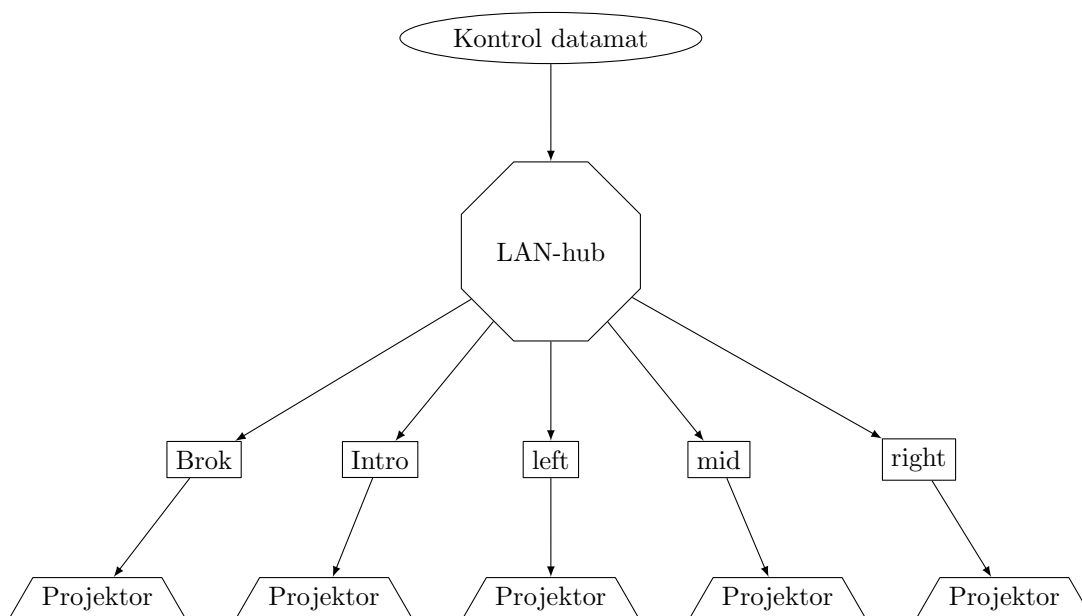 Kontrol datamat
LAN-hub
Brok
Intro
left
mid
right
Projektor
Projektor
Projektor
Projektor
Projektor